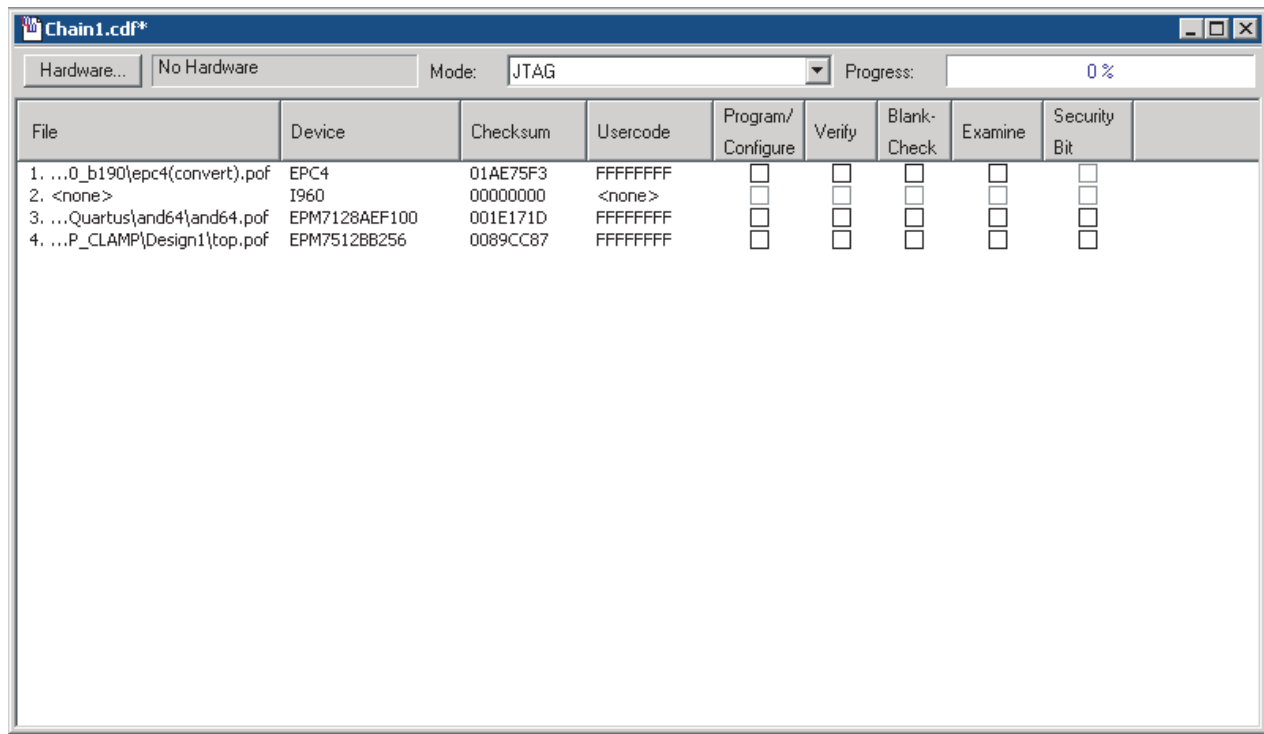 Chain1.cdf*
Hardware... No Hardware Mode: JTAG Progress: 0 %
File Device Checksum Usercode Program/ Configure Verify Blank- Check Examine Security Bit
1. ...0_b190\epc4(convert).pof EPC4 01AE75F3 FFFFFFFF
2. <none> I960 00000000 <none>
3. ...Quartus\and64\and64.pof EPM7128AEF100 001E171D FFFFFFFF
4. ...P_CLAMP\Design1\top.pof EPM7512BB256 0089CC87 FFFFFFFF